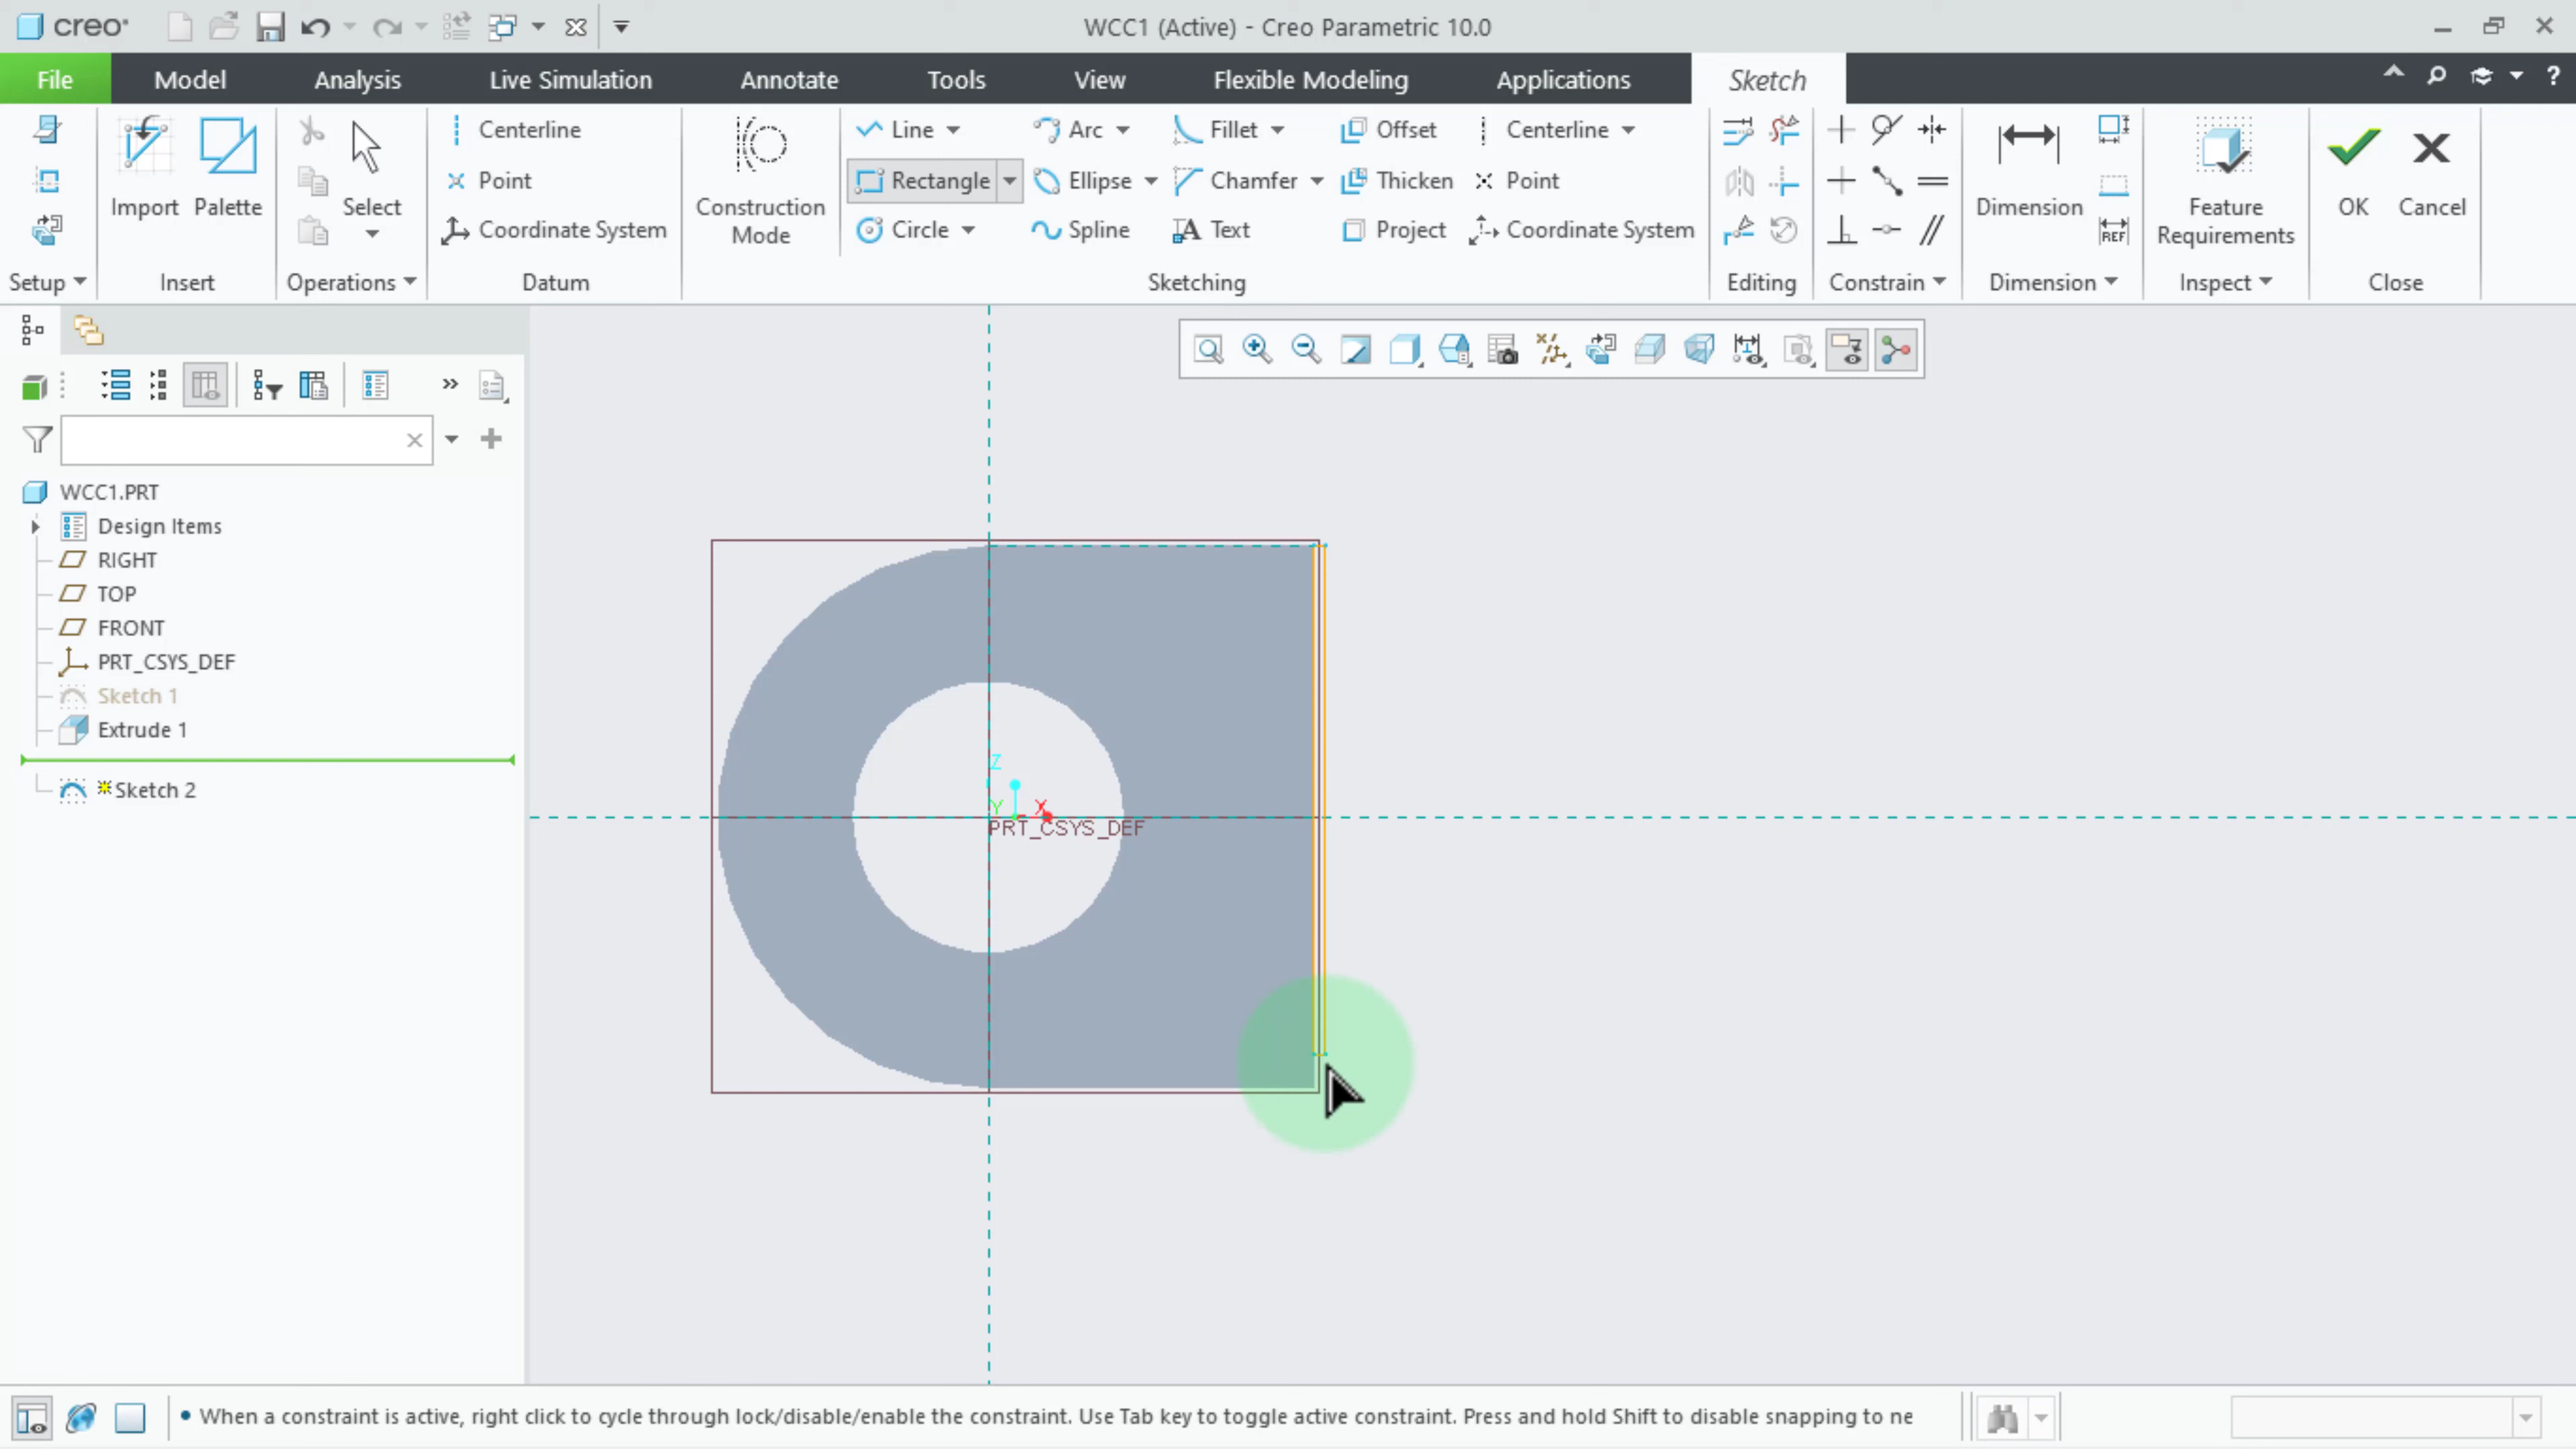 creo
WCC1 (Active) - Creo Parametric 10.0
File Model Analysis Live Simulation Annotate Tools View Flexible Modeling Applications Sketch
?
Centerline Line Arc Fillet Offset Centerline
Import Palette Select Point Construction Mode Rectangle Ellipse Chamfer Thicken Point Dimension Feature Requirements OK Cancel
Coordinate System Circle Spline Text Project Coordinate System REF
Setup Insert Operations Datum Sketching Editing Constrain Dimension Inspect Close
WCC1.PRT
Design Items
RIGHT
TOP
FRONT
PRT_CSYS_DEF
Sketch 1
Extrude 1
Sketch 2
Z
Y X
PRT_CSYS_DEF
• When a constraint is active, right click to cycle through lock/disable/enable the constraint. Use Tab key to toggle active constraint. Press and hold Shift to disable snapping to ne